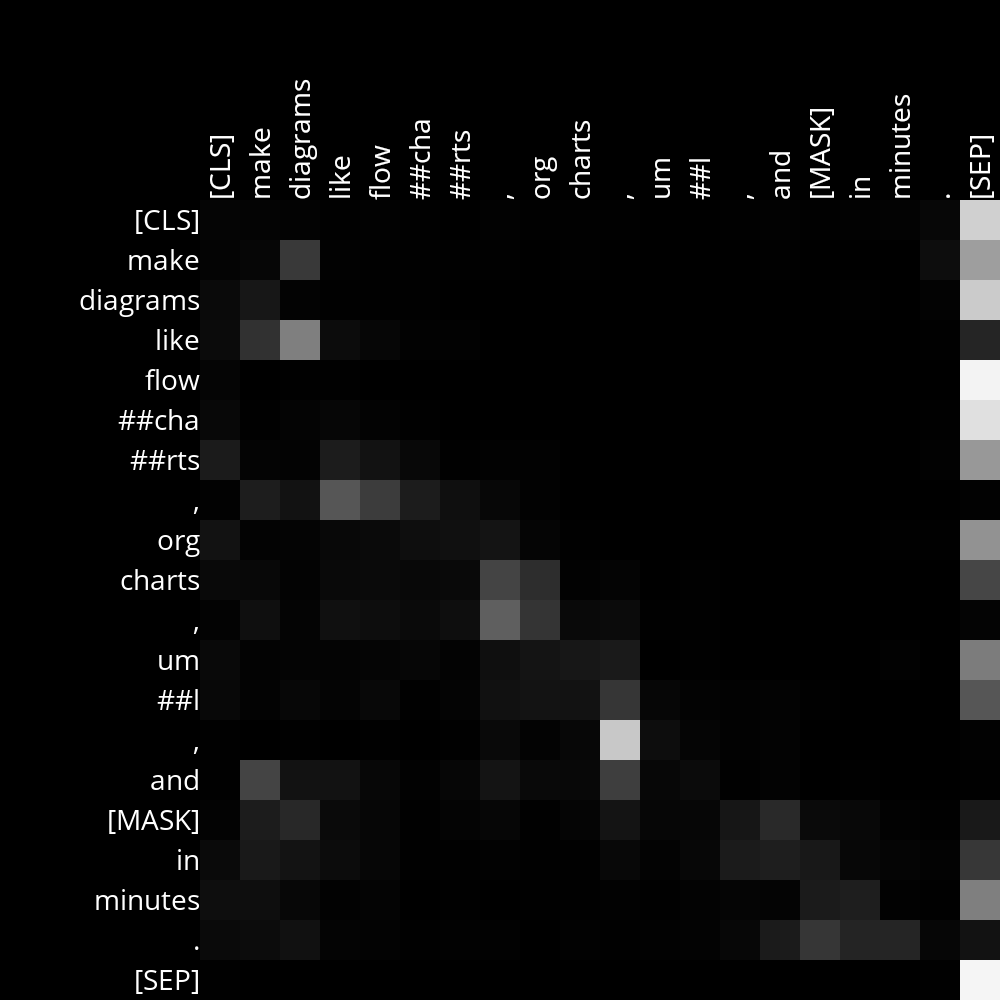 [CLS] make diagrams like flow ##cha ##rts , org charts , um ##l , and [MASK] in minutes . [SEP]
[CLS]
make
diagrams
like
flow
##cha
##rts
,
org
charts
,
um
##l
,
and
[MASK]
in
minutes
.
[SEP]